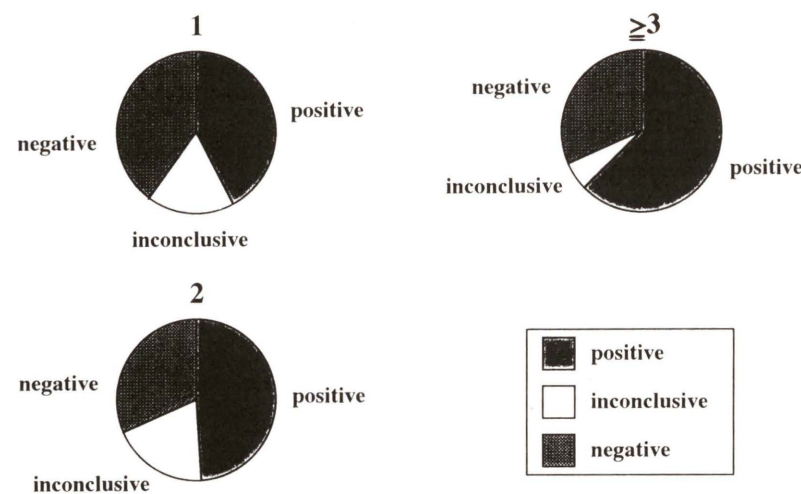 1
positive
negative
inconclusive
≧3
negative
inconclusive
positive
2
negative
positive
inconclusive
positive
inconclusive
negative